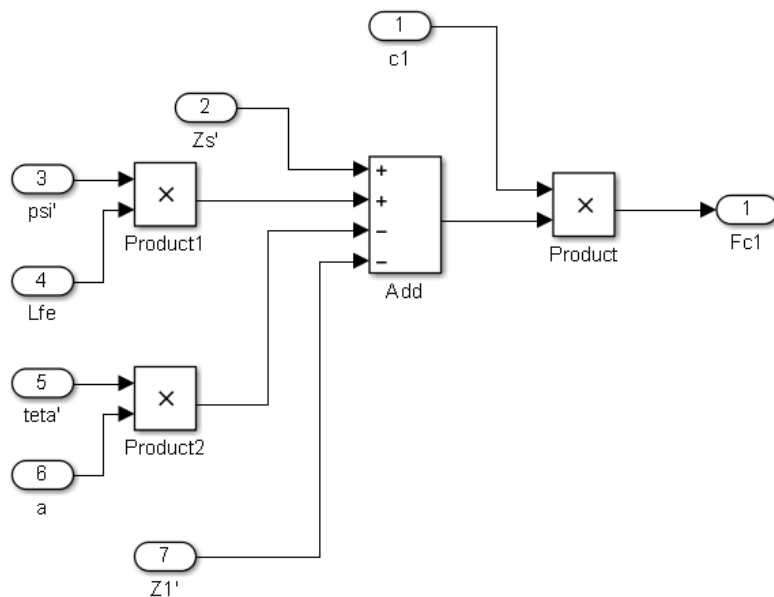 1
c1
2
Zs'
3
psi'
×
Product1
4
Lfe
+
+
−
−
Add
×
Product
1
Fc1
5
teta'
×
Product2
6
a
7
Z1'